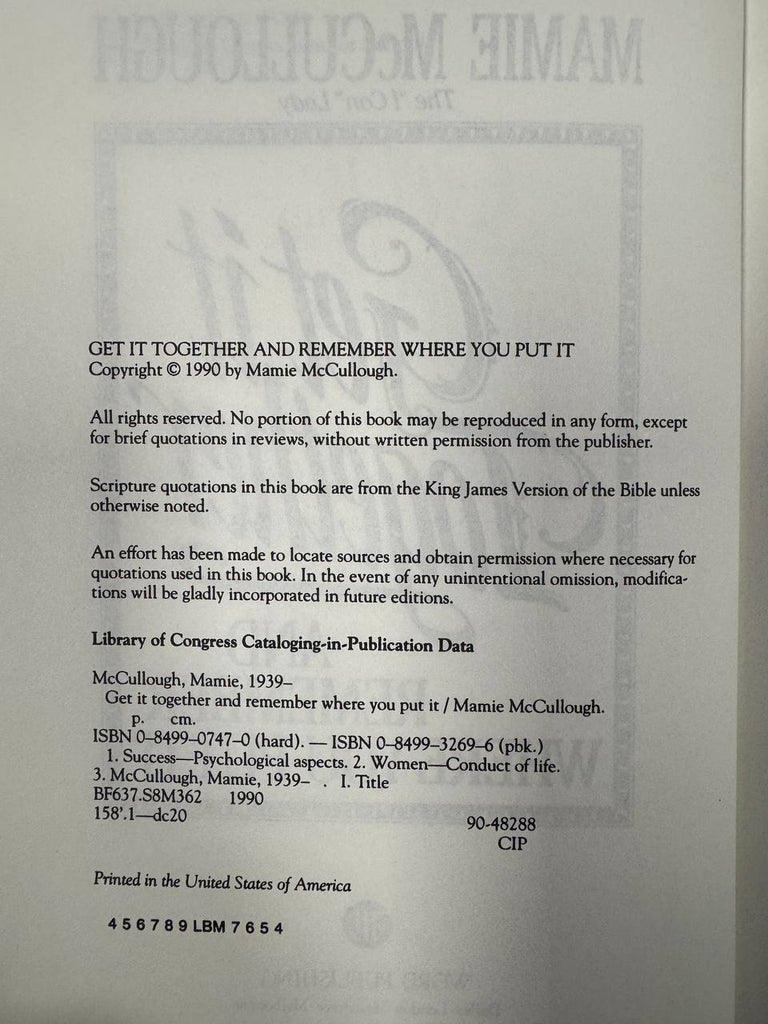 MAMIE McCULLOUGH
The "I Can" Lady
Get it
AND
GET IT TOGETHER AND REMEMBER WHERE YOU PUT IT
Copyright © 1990 by Mamie McCullough.
All rights reserved. No portion of this book may be reproduced in any form, except
for brief quotations in reviews, without written permission from the publisher.
Scripture quotations in this book are from the King James Version of the Bible unless
otherwise noted.
An effort has been made to locate sources and obtain permission where necessary for
quotations used in this book. In the event of any unintentional omission, modifica-
tions will be gladly incorporated in future editions.
Library of Congress Cataloging-in-Publication Data
McCullough, Mamie, 1939–
Get it together and remember where you put it / Mamie McCullough.
p. cm.
ISBN 0–8499–0747–0 (hard). — ISBN 0–8499–3269–6 (pbk.)
1. Success—Psychological aspects. 2. Women—Conduct of life.
3. McCullough, Mamie, 1939– . I. Title
BF637.S8M362 1990
158'.1—dc20
90-48288
CIP
Printed in the United States of America
4 5 6 7 8 9 LBM 7 6 5 4